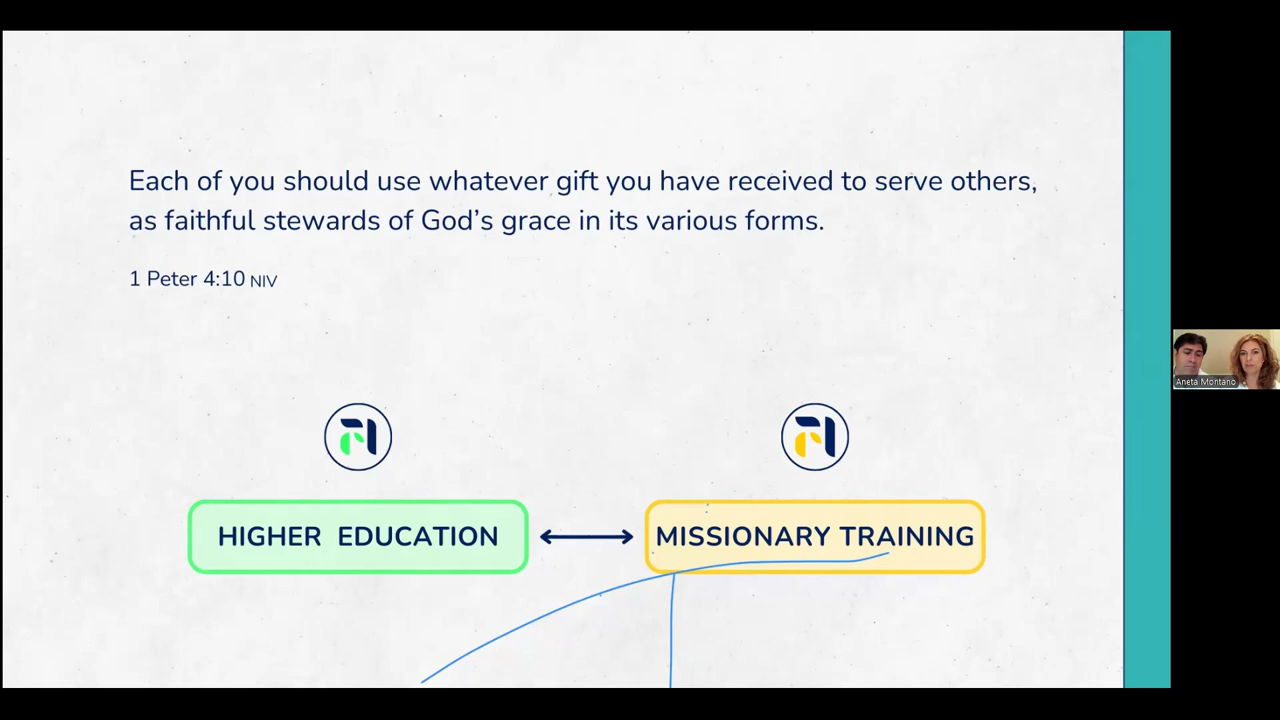 Each of you should use whatever gift you have received to serve others,
as faithful stewards of God's grace in its various forms.
1 Peter 4:10 NIV
HIGHER EDUCATION
MISSIONARY TRAINING
Aneta Montano